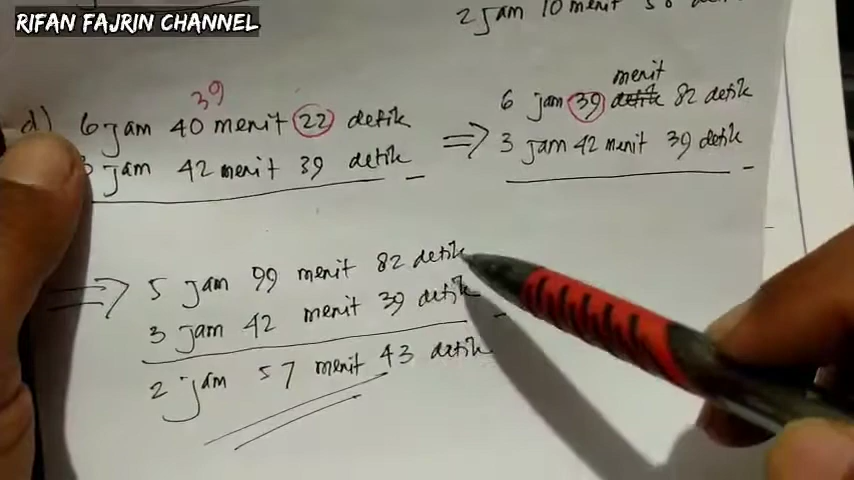 RIFAN FAJRIN CHANNEL
2 jam 10 menit
39
d) 6 jam 40 menit 22 detik
3 jam 42 menit 39 detik -
menit
=> 6 jam 39 detik 82 detik
3 jam 42 menit 39 detik -
=> 5 jam 99 menit 82 detik
3 jam 42 menit 39 detik -
2 jam 57 menit 43 detik